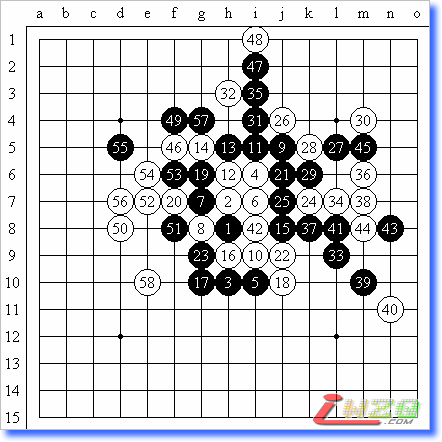 a b c d e f g h i j k l m n o
1 48
2 47
3 32 35
4 49 57 31 26 30
5 55 46 14 13 11 9 28 27 45
6 54 53 19 12 4 21 29 36
7 56 52 20 7 2 6 25 24 34 38
8 50 51 8 1 42 15 37 41 44 43
9 23 16 10 22 33
10 58 17 3 5 18 39
11 40
12
13
14
15